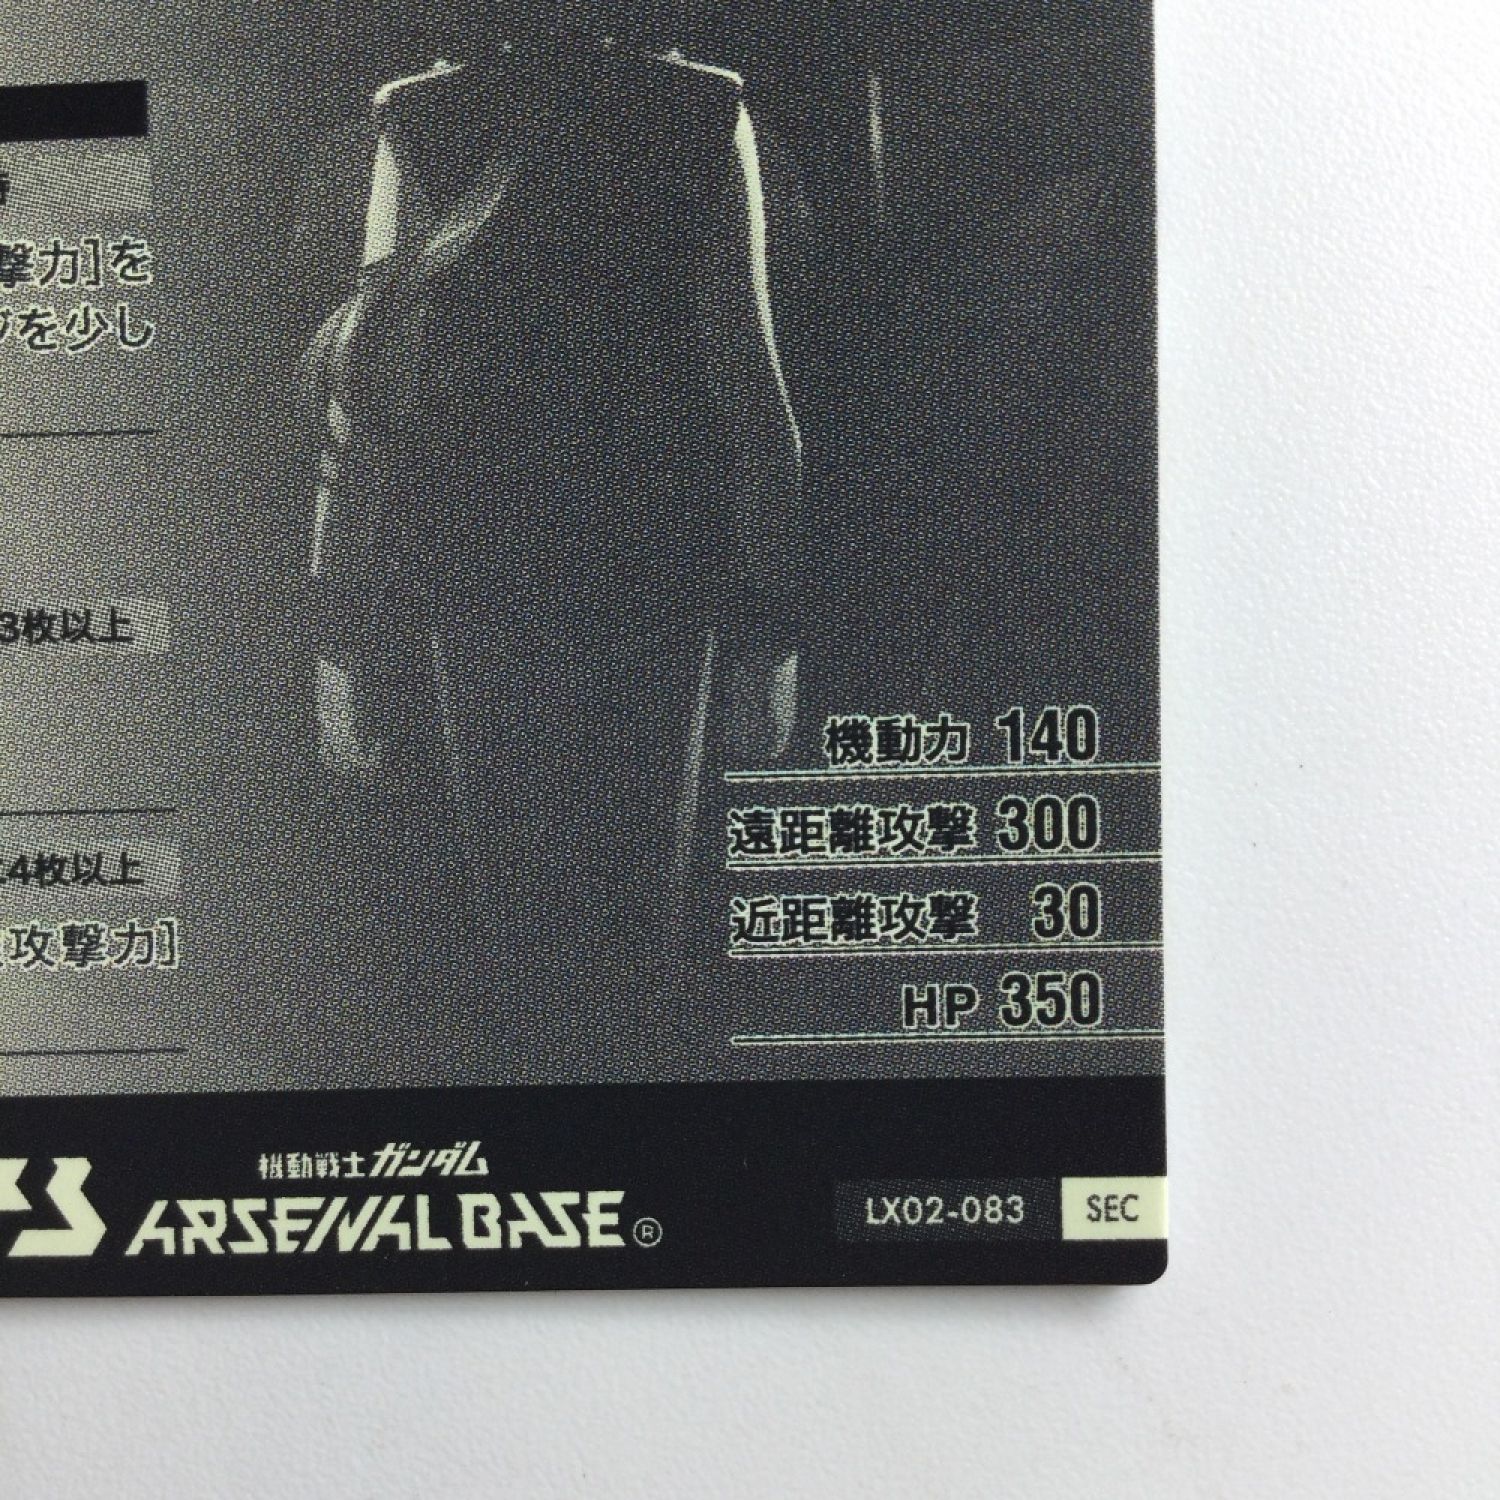 撃力]を
を少し
3枚以上
4枚以上
攻撃力]
機動力 140
遠距離攻撃 300
近距離攻撃 30
HP 350
機動戦士ガンダム
ARSENAL BASE®
LX02-083 SEC